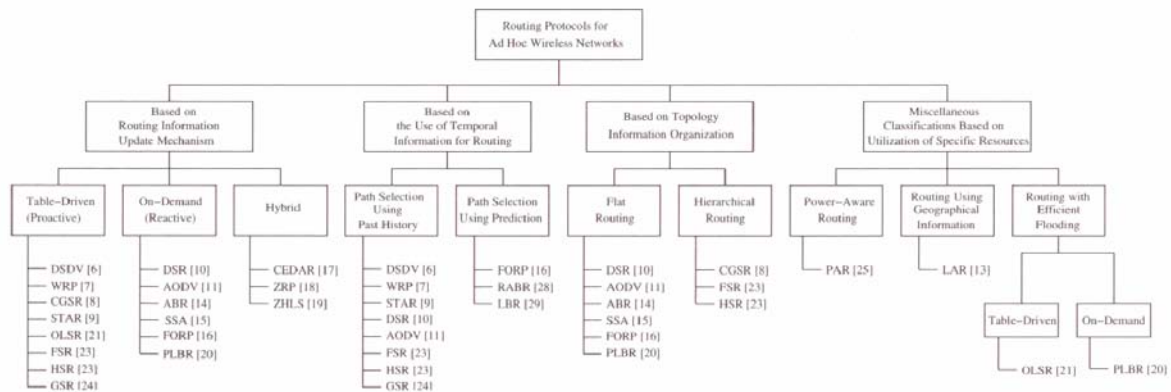 Routing Protocols for
Ad Hoc Wireless Networks
Based on
Routing Information
Update Mechanism
Based on
the Use of Temporal
Information for Routing
Based on Topology
Information Organization
Miscellaneous
Classifications Based on
Utilization of Specific Resources
Table-Driven
(Proactive)
On-Demand
(Reactive)
Hybrid
Path Selection
Using
Past History
Path Selection
Using Prediction
Flat
Routing
Hierarchical
Routing
Power-Aware
Routing
Routing Using
Geographical
Information
Routing with
Efficient
Flooding
DSDV [6]
WRP [7]
CGSR [8]
STAR [9]
OLSR [21]
FSR [23]
HSR [23]
GSR [24]
DSR [10]
AODV [11]
ABR [14]
SSA [15]
FORP [16]
PLBR [20]
CEDAR [17]
ZRP [18]
ZHLS [19]
DSDV [6]
WRP [7]
STAR [9]
DSR [10]
AODV [11]
FSR [23]
HSR [23]
GSR [24]
FORP [16]
RABR [28]
LBR [29]
DSR [10]
AODV [11]
ABR [14]
SSA [15]
FORP [16]
PLBR [20]
CGSR [8]
FSR [23]
HSR [23]
PAR [25]
LAR [13]
Table-Driven
On-Demand
OLSR [21]
PLBR [20]